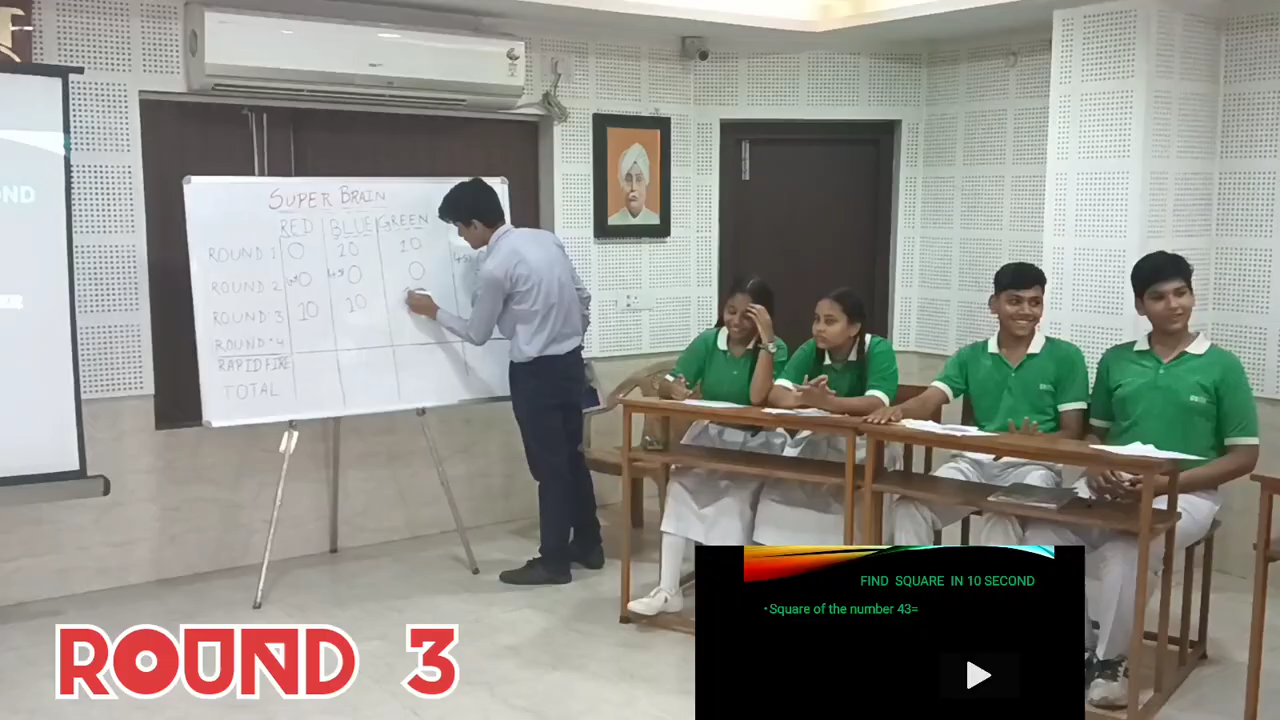 OND
SUPER BRAIN
RED BLUE GREEN
ROUND 1 0 20 10
ROUND 2 0 0 0
ROUND 3 10 10
ROUND-4
RAPID FIRE
TOTAL
FIND SQUARE IN 10 SECOND
•Square of the number 43=
ROUND 3